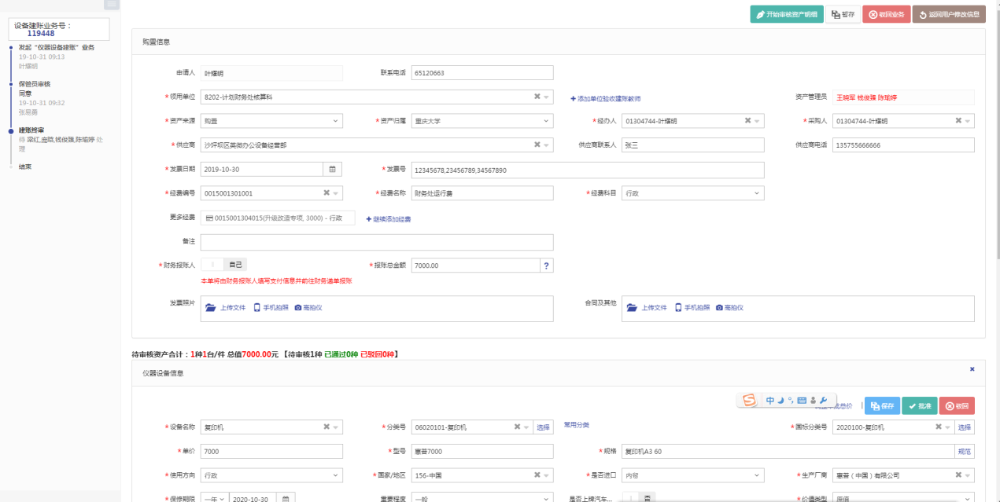 开始审核资产明细 暂存 驳回业务 返回用户修改信息
设备建账业务号：
119448
发起“仪器设备建账”业务
19-10-31 09:13
叶耀明
保管员审核
同意
19-10-31 09:32
张易勇
建账终审
待 梁红,庞晗,钱俊臻,陈瑜婷 处
理
结束
购置信息
申请人 叶耀明 联系电话 65120663
*领用单位 8202-计划财务处核算科 添加单位验收建账教师 资产管理员 王晓军 钱俊臻 陈瑜婷
*资产来源 购置 *资产归属 重庆大学 *经办人 01304744-叶耀明 *采购人 01304744-叶耀明
*供应商 沙坪坝区英微办公设备经营部 供应商联系人 张三 供应商电话 135755666666
*发票日期 2019-10-30 *发票号 12345678,23456789,34567890
*经费编号 0015001301001 *经费名称 财务处运行费 *经费科目 行政
更多经费 0015001304015(升级改造专项, 3000) - 行政 继续添加经费
备注
*财务报账人 自己 *报账总金额 7000.00 ?
本单将由财务报账人填写支付信息并前往财务递单报账
发票照片 上传文件 手机拍照 高拍仪 合同及其他 上传文件 手机拍照 高拍仪
待审核资产合计：1种1台/件 总值7000.00元 【待审核1种 已通过0种 已驳回0种】
仪器设备信息
中 总价 保存 批准 驳回
*设备名称 复印机 *分类号 06020101-复印机 选择 常用分类 *国标分类号 2020100-复印机 选择
*单价 7000 *型号 惠普7000 *规格 复印机A3 60 规范
*使用方向 行政 *国家/地区 156-中国 *是否进口 内贸 *生产厂商 惠普（中国）有限公司
*保修期限 一年 2020-10-30 重要程度 一般 是否上牌汽车... 否 *价值类型 原值